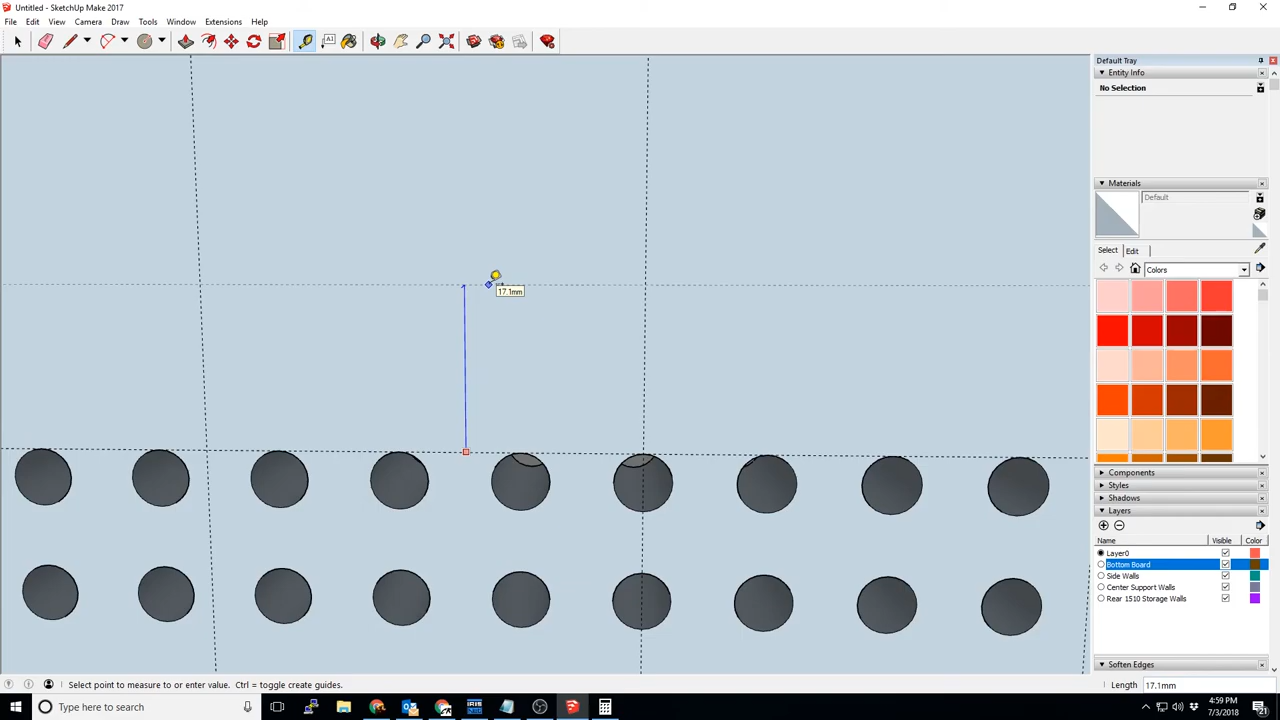 Untitled - SketchUp Make 2017
File Edit View Camera Draw Tools Window Extensions Help
A1
Default Tray
Entity Info
No Selection
Materials
Default
Select Edit
Colors
17.1mm
Components
Styles
Shadows
Layers
Name Visible Color
Layer0
Bottom Board
Side Walls
Center Support Walls
Rear 1510 Storage Walls
Soften Edges
Select point to measure to or enter value. Ctrl = toggle create guides.
Length 17.1mm
Type here to search
IRIS
4:59 PM
7/3/2018
21